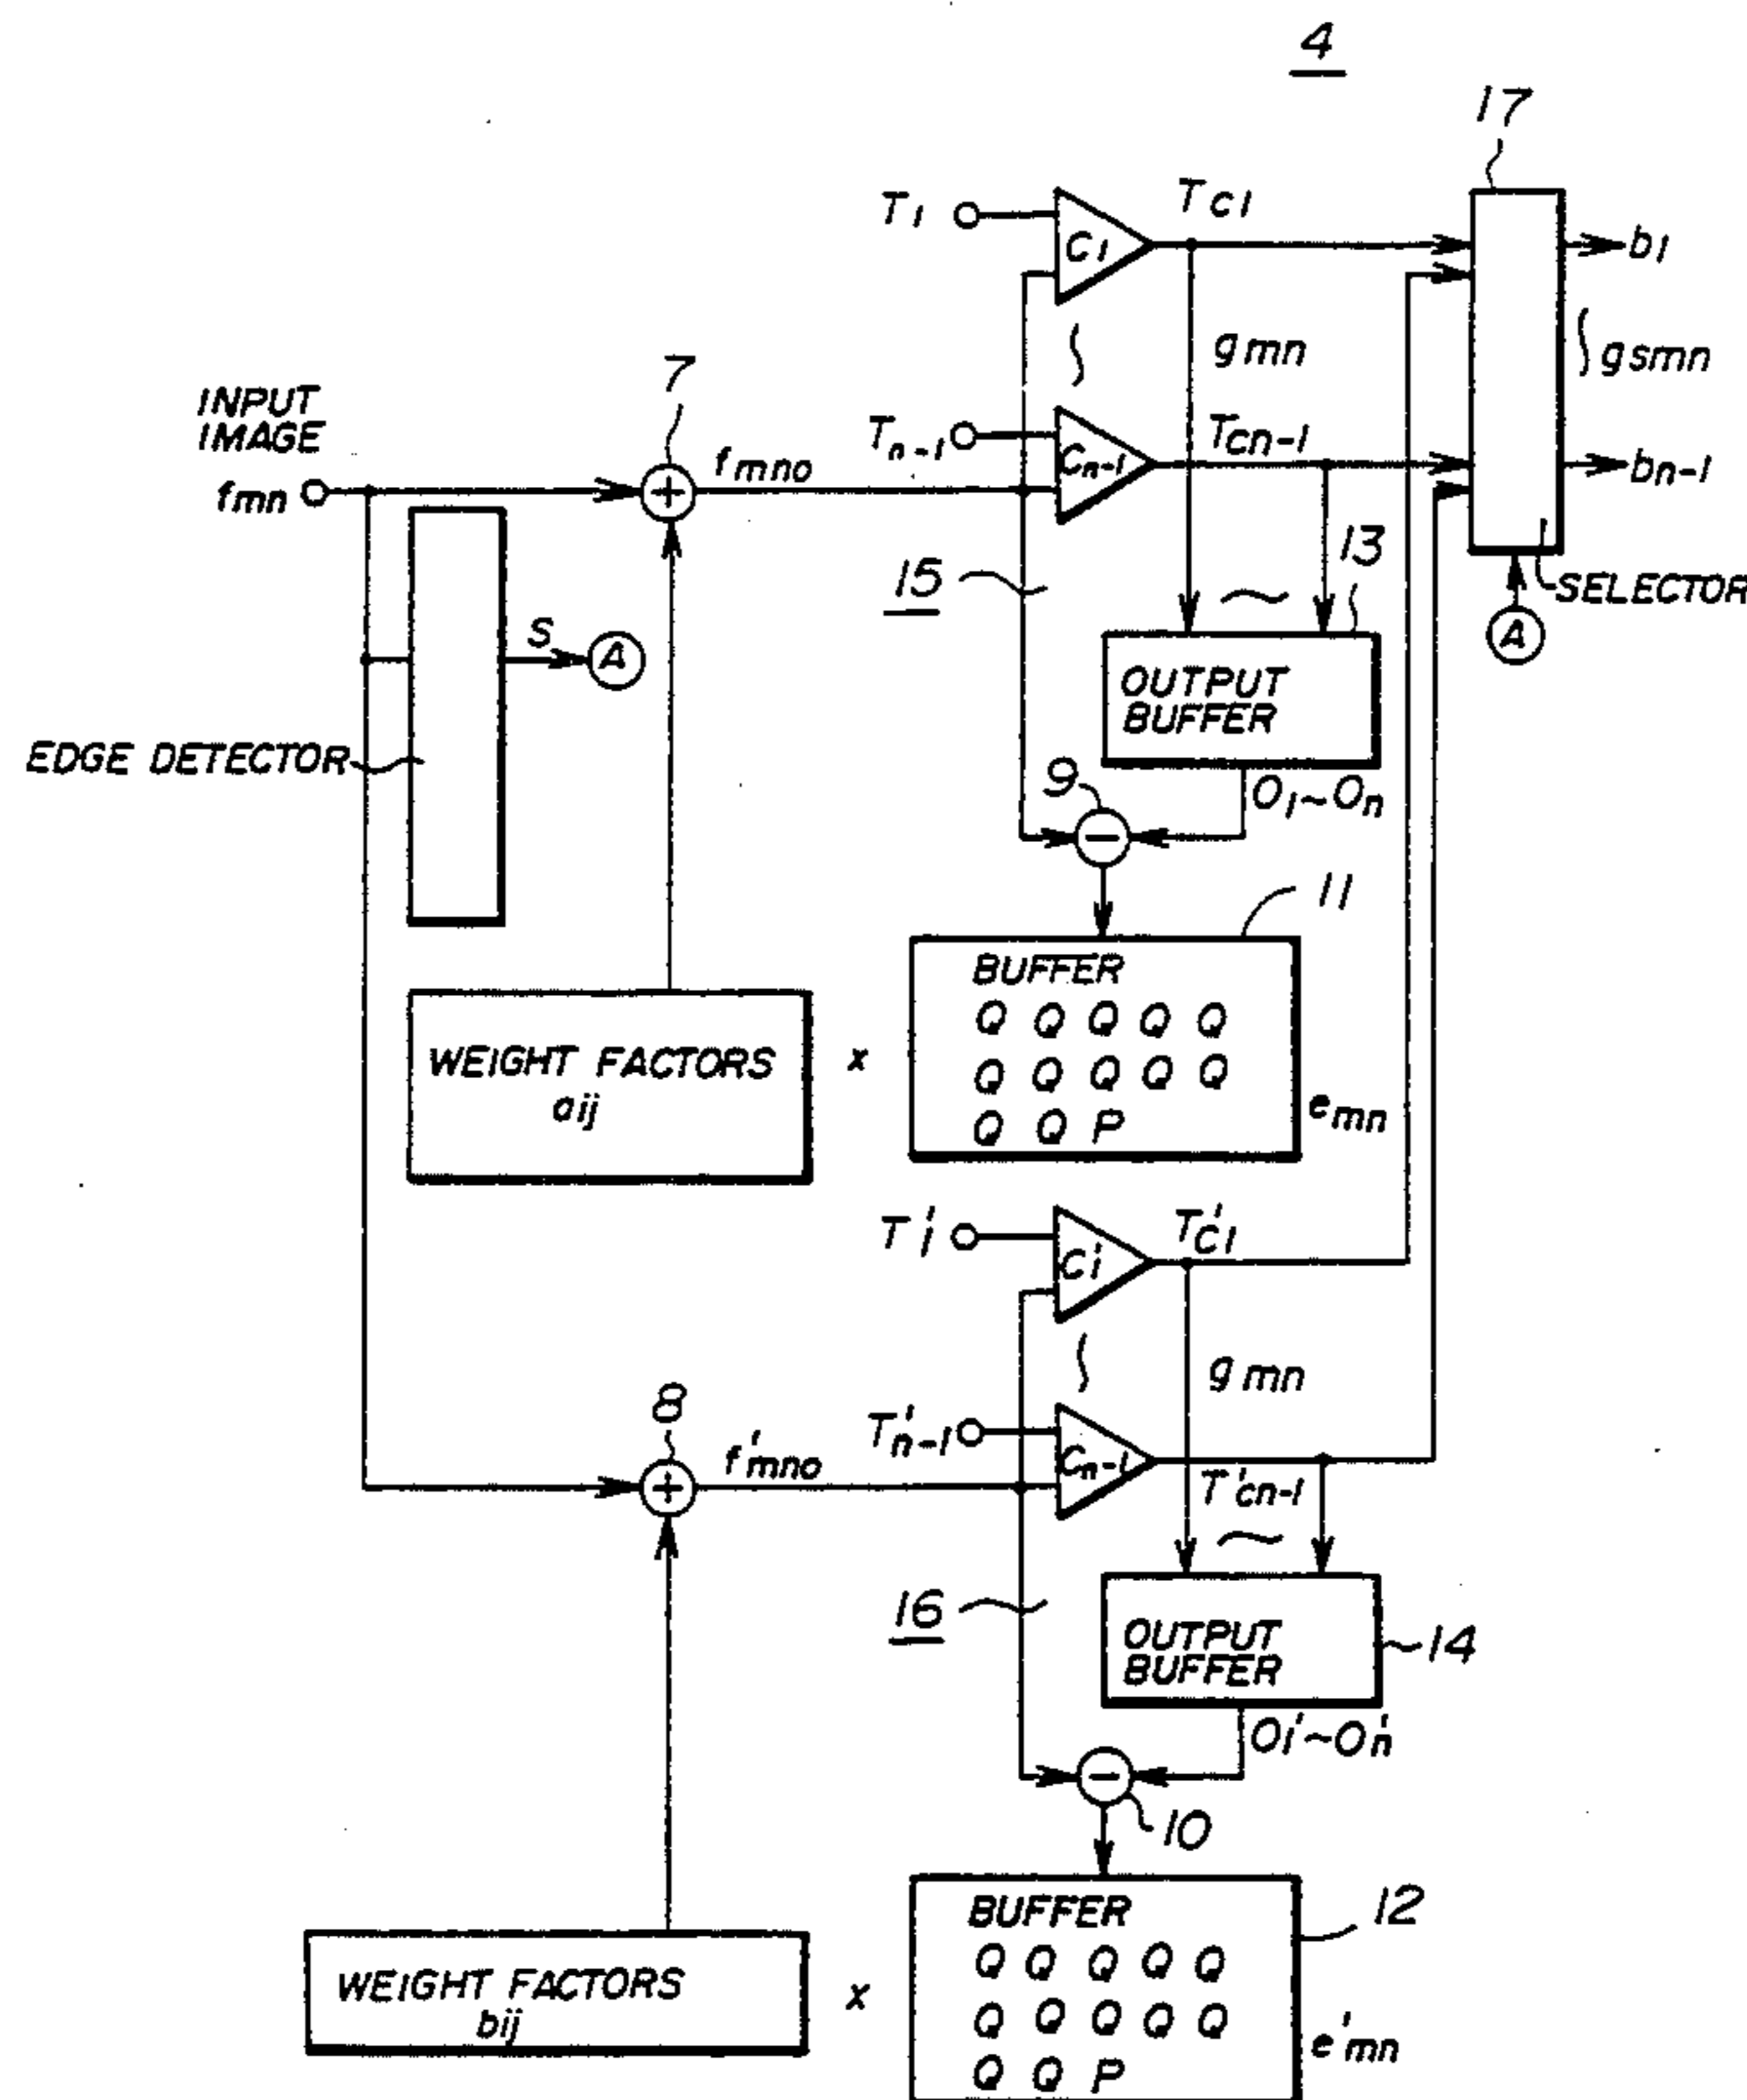 4
17
T1
C1
Tc1
b1
gmn
gsmn
7
INPUT
IMAGE
fmn
+
fmno
Tn-1
Cn-1
Tcn-1
bn-1
13
15
SELECTOR
A
S
A
OUTPUT
BUFFER
EDGE DETECTOR
9
O1~On
−
11
BUFFER
Q Q Q Q Q
Q Q Q Q Q
Q Q P
emn
WEIGHT FACTORS
aij
x
T'1
C'1
T'c1
gmn
8
+
f'mno
T'n-1
Cn-1
T'cn-1
16
OUTPUT
BUFFER
14
O1'~On'
−
10
12
BUFFER
Q Q Q Q Q
Q Q Q Q Q
Q Q P
e'mn
WEIGHT FACTORS
bij
x